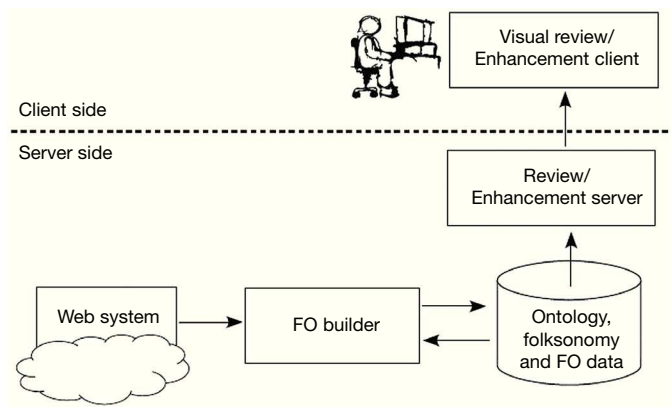 Visual review/
Enhancement client
Client side
Server side
Review/
Enhancement server
Web system
FO builder
Ontology,
folksonomy
and FO data